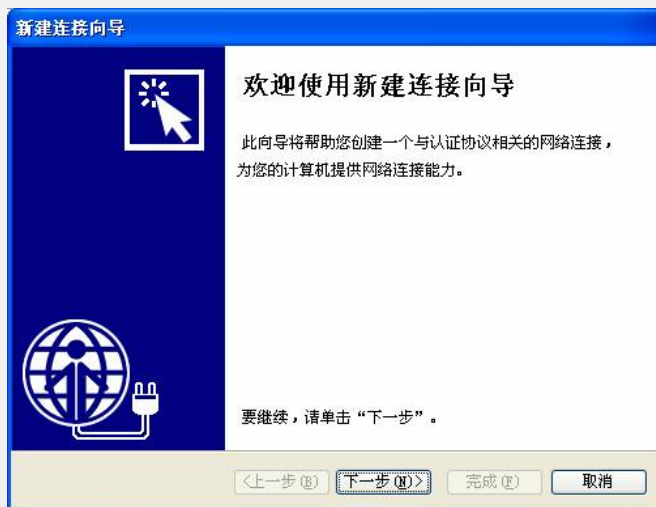 新建连接向导
欢迎使用新建连接向导
此向导将帮助您创建一个与认证协议相关的网络连接，
为您的计算机提供网络连接能力。
要继续，请单击“下一步”。
<上一步(B) 下一步(N)> 完成(F) 取消